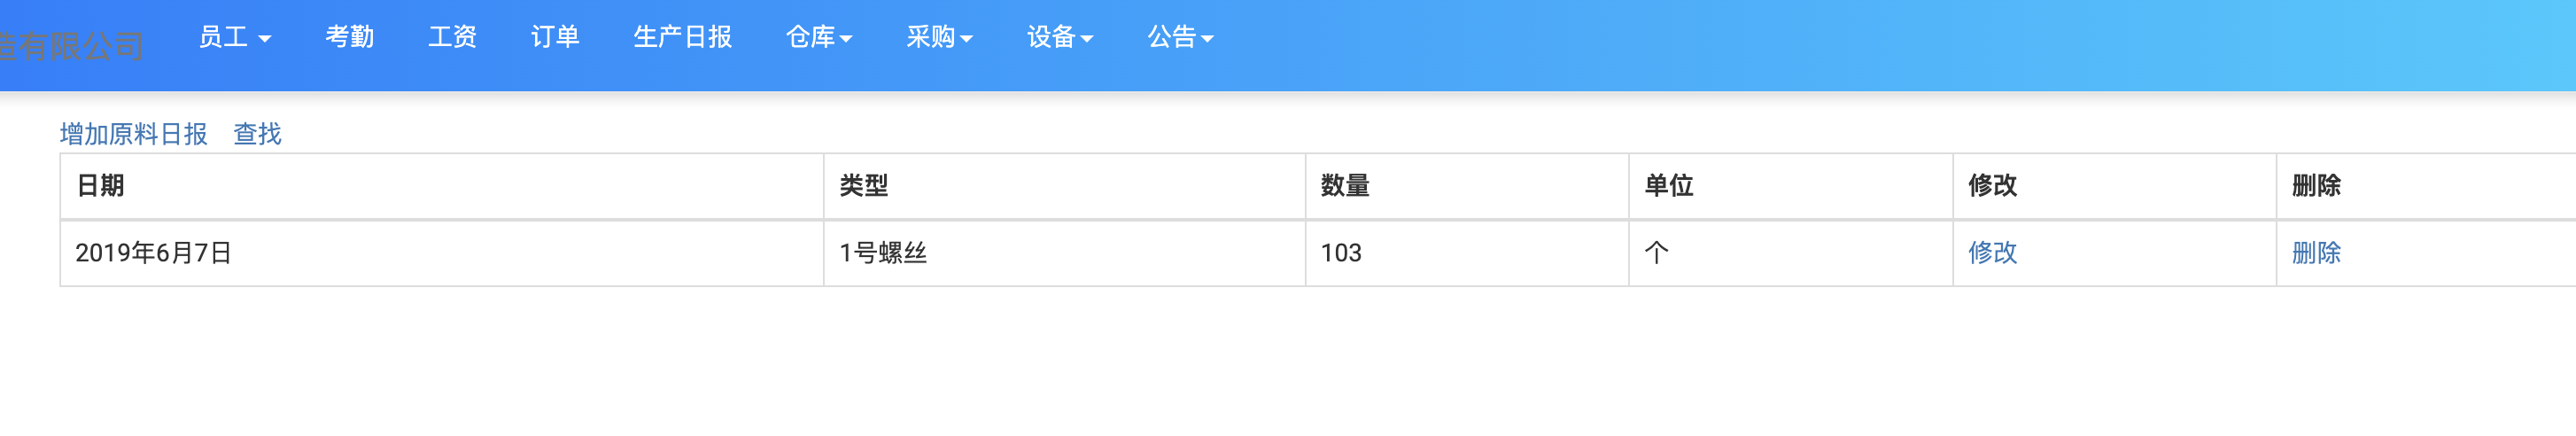 造有限公司 员工 考勤 工资 订单 生产日报 仓库 采购 设备 公告
增加原料日报 查找
日期 类型 数量 单位 修改 删除
2019年6月7日 1号螺丝 103 个 修改 删除